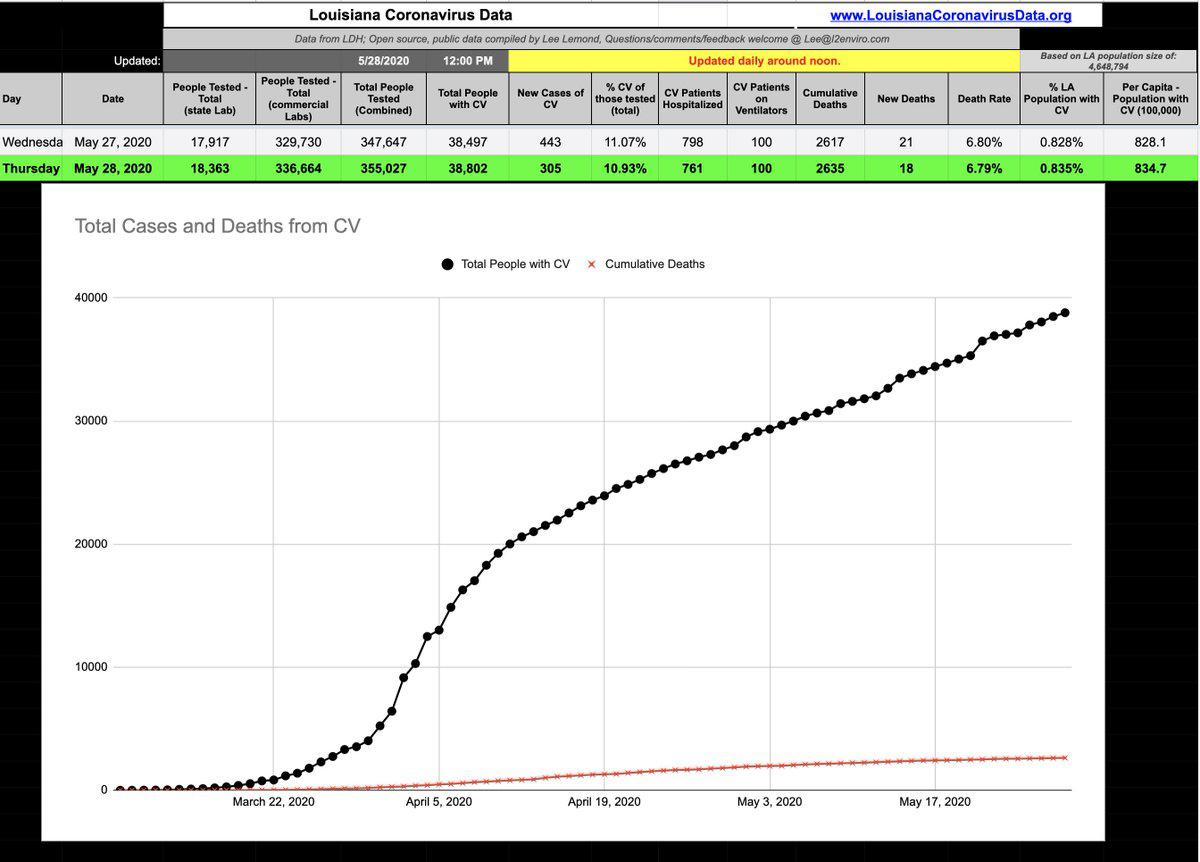 Louisiana Coronavirus Data www.LouisianaCoronavirusData.org
Data from LDH; Open source, public data compiled by Lee Lemond, Questions/comments/feedback welcome @ Lee@l2enviro.com
Updated: 5/28/2020 12:00 PM Updated daily around noon. Based on LA population size of: 4,648,794
Day Date People Tested - Total (state Lab) People Tested - Total (commercial Labs) Total People Tested (Combined) Total People with CV New Cases of CV % CV of those tested (total) CV Patients Hospitalized CV Patients on Ventilators Cumulative Deaths New Deaths Death Rate % LA Population with CV Per Capita - Population with CV (100,000)
Wednesda May 27, 2020 17,917 329,730 347,647 38,497 443 11.07% 798 100 2617 21 6.80% 0.828% 828.1
Thursday May 28, 2020 18,363 336,664 355,027 38,802 305 10.93% 761 100 2635 18 6.79% 0.835% 834.7
Total Cases and Deaths from CV
Total People with CV Cumulative Deaths
40000
30000
20000
10000
0
March 22, 2020 April 5, 2020 April 19, 2020 May 3, 2020 May 17, 2020